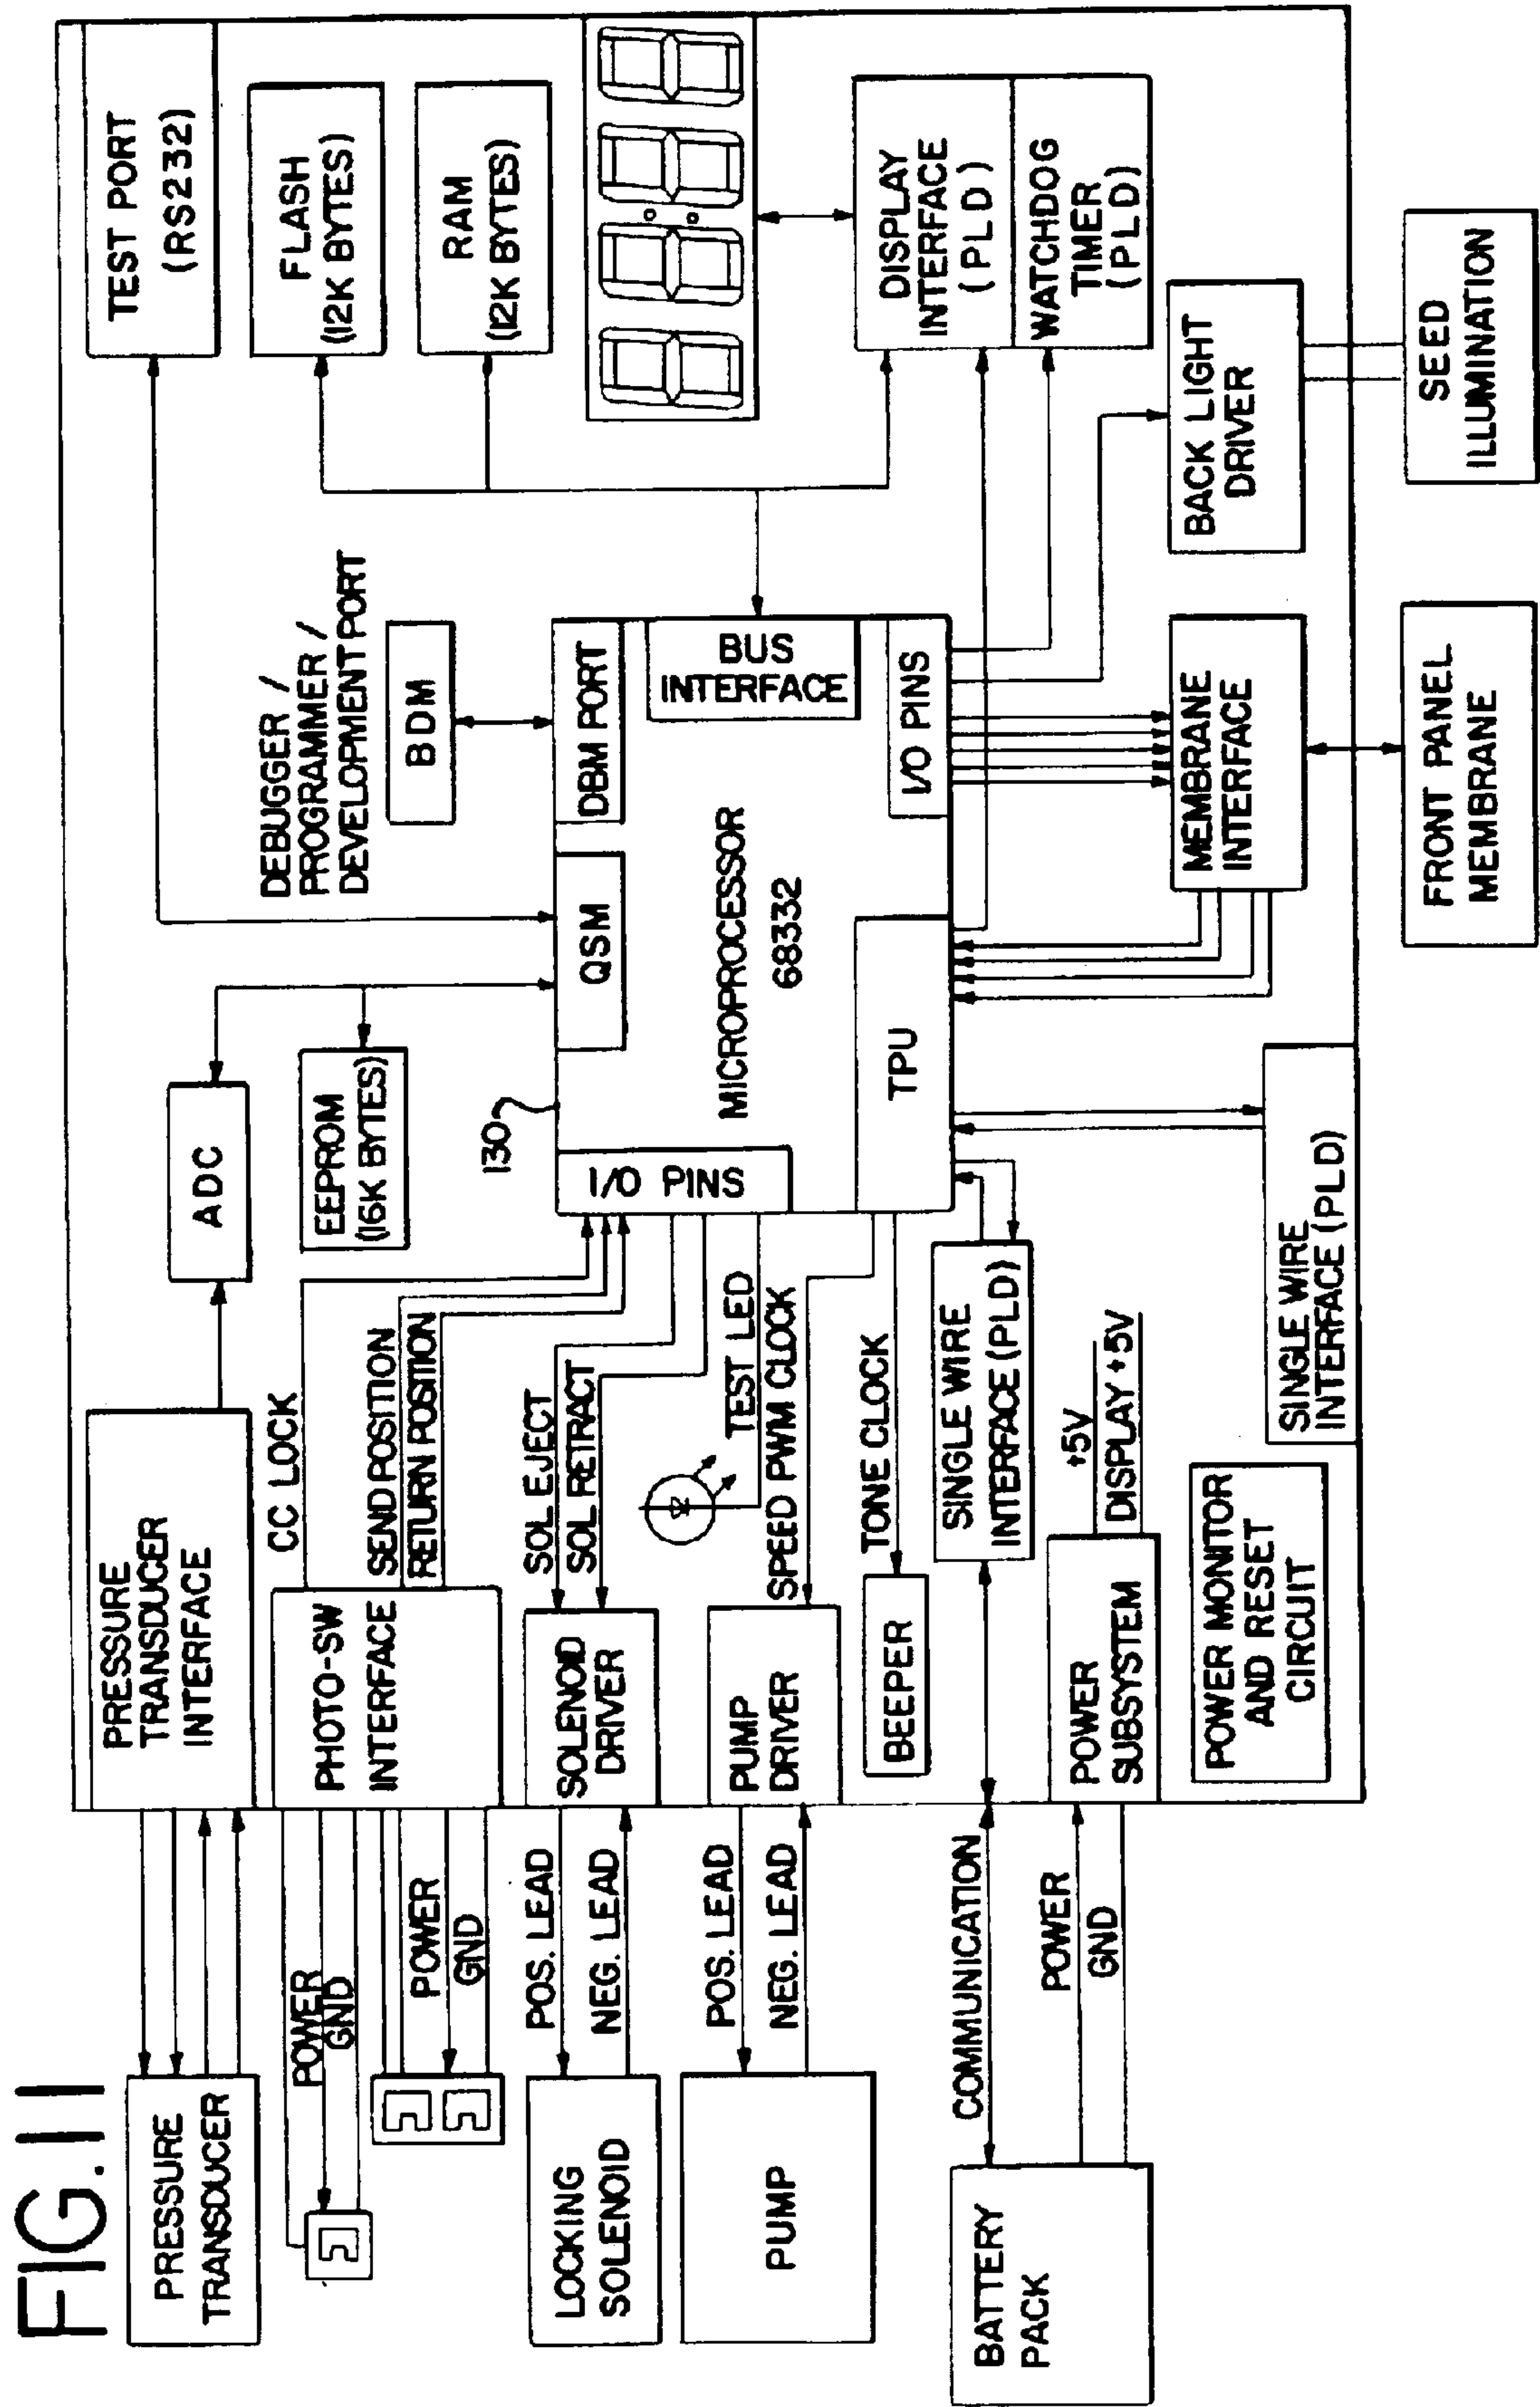 FIG. 11
PRESSURE
TRANSDUCER
POWER
GND
POWER
GND
LOCKING
SOLENOID
POS. LEAD
NEG. LEAD
PUMP
POS. LEAD
NEG. LEAD
BATTERY
PACK
COMMUNICATION
POWER
GND
PRESSURE
TRANSDUCER
INTERFACE
PHOTO-SW
INTERFACE
CC LOCK
SEND POSITION
RETURN POSITION
SOLENOID
DRIVER
SOL EJECT
SOL RETRACT
TEST LED
PUMP
DRIVER
SPEED PWM CLOCK
BEEPER
TONE CLOCK
SINGLE WIRE
INTERFACE (PLD)
POWER
SUBSYSTEM
+5V
DISPLAY +5V
POWER MONITOR
AND RESET
CIRCUIT
SINGLE WIRE
INTERFACE (PLD)
ADC
EEPROM
(16K BYTES)
130
I/O PINS
QSM
DBM PORT
MICROPROCESSOR
68332
BUS
INTERFACE
TPU
I/O PINS
DEBUGGER /
PROGRAMMER /
DEVELOPMENT PORT
BDM
TEST PORT
(RS232)
FLASH
(12K BYTES)
RAM
(12K BYTES)
DISPLAY
INTERFACE
(PLD)
WATCHDOG
TIMER
(PLD)
BACK LIGHT
DRIVER
SEED
ILLUMINATION
MEMBRANE
INTERFACE
FRONT PANEL
MEMBRANE